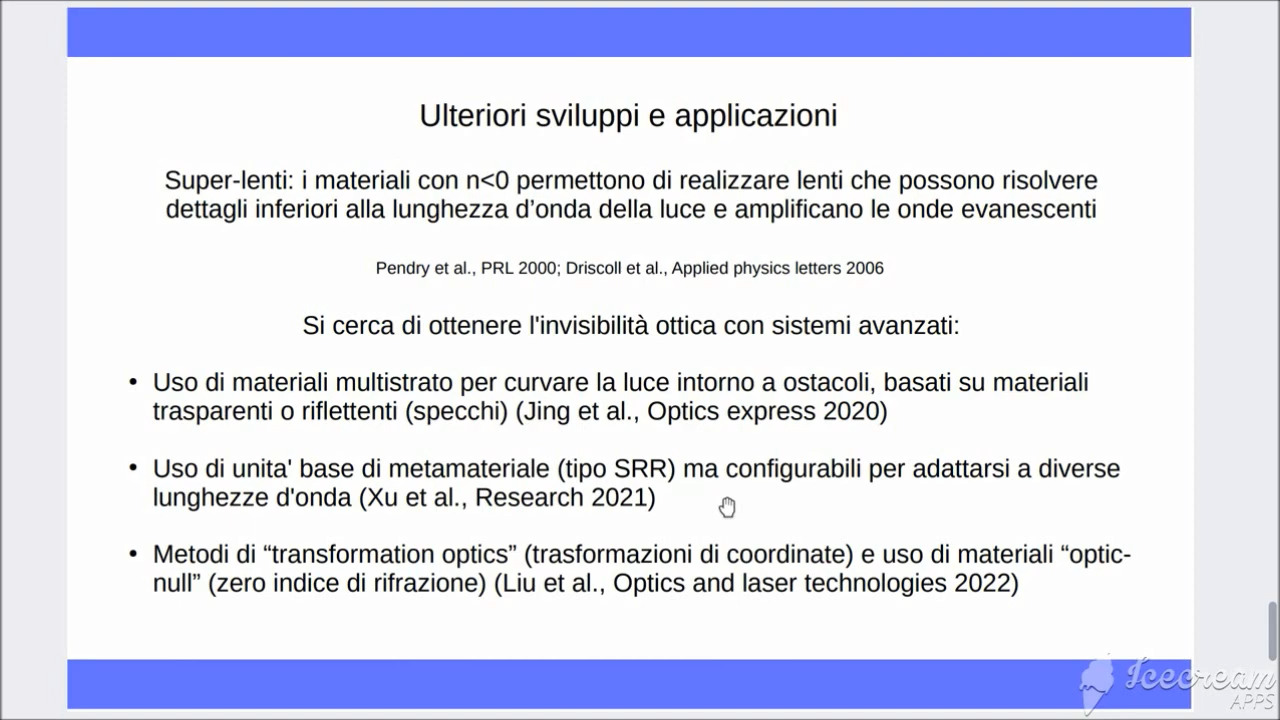 Ulteriori sviluppi e applicazioni
Super-lenti: i materiali con n<0 permettono di realizzare lenti che possono risolvere
dettagli inferiori alla lunghezza d’onda della luce e amplificano le onde evanescenti
Pendry et al., PRL 2000; Driscoll et al., Applied physics letters 2006
Si cerca di ottenere l'invisibilità ottica con sistemi avanzati:
• Uso di materiali multistrato per curvare la luce intorno a ostacoli, basati su materiali
trasparenti o riflettenti (specchi) (Jing et al., Optics express 2020)
• Uso di unita' base di metamateriale (tipo SRR) ma configurabili per adattarsi a diverse
lunghezze d'onda (Xu et al., Research 2021)
• Metodi di “transformation optics” (trasformazioni di coordinate) e uso di materiali “optic-
null” (zero indice di rifrazione) (Liu et al., Optics and laser technologies 2022)
Icecream
APPS